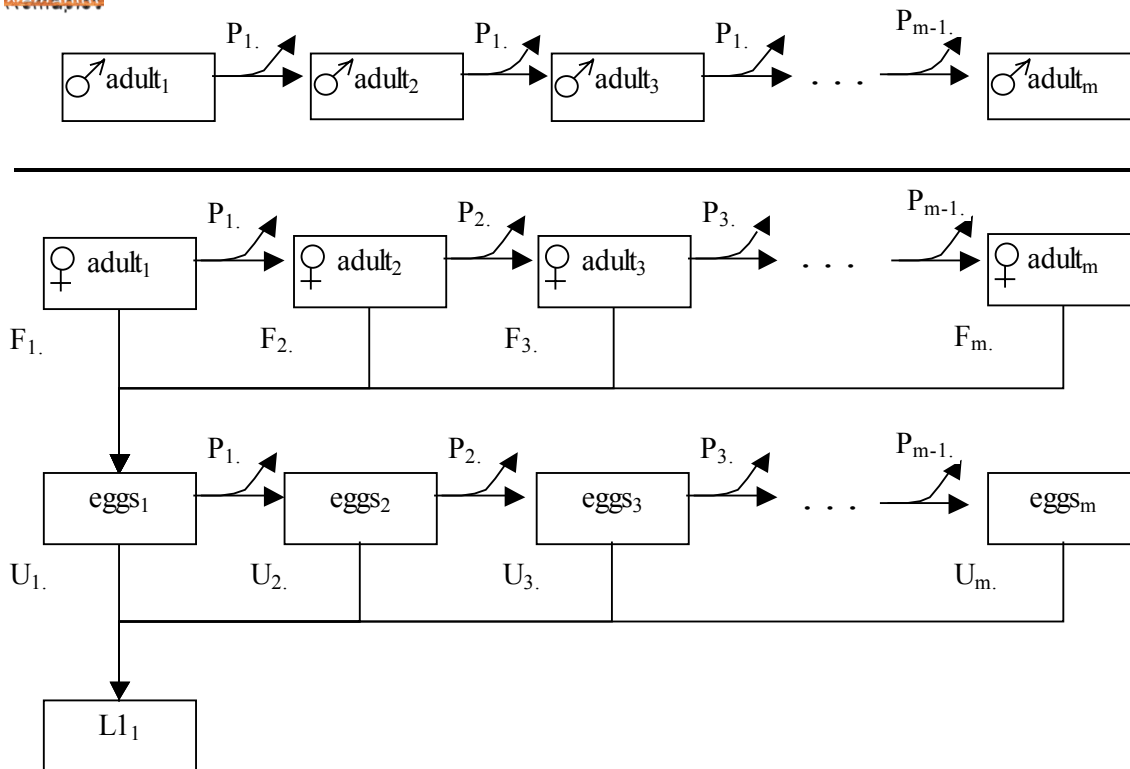 P1. P1. P1. Pm-1.
♂ adult1 ♂ adult2 ♂ adult3 . . . ♂ adultm
P1. P2. P3. Pm-1.
♀ adult1 ♀ adult2 ♀ adult3 . . . ♀ adultm
F1. F2. F3. Fm.
P1. P2. P3. Pm-1.
eggs1 eggs2 eggs3 . . . eggsm
U1. U2. U3. Um.
L11